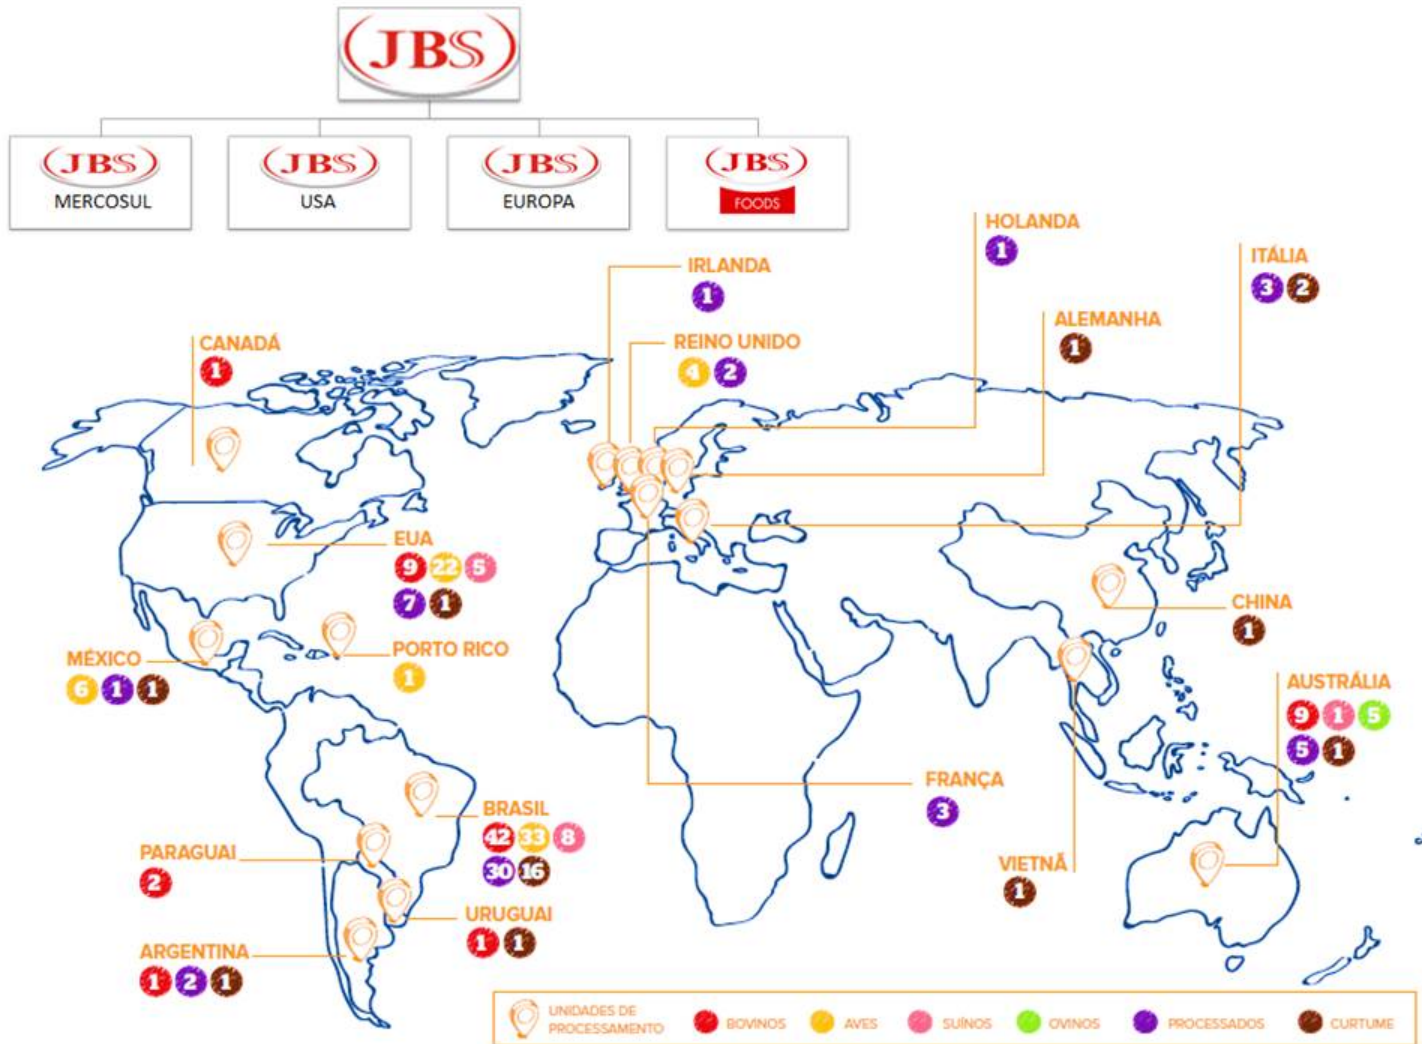 JBS
JBS
MERCOSUL
JBS
USA
JBS
EUROPA
JBS
FOODS
HOLANDA
1
ITÁLIA
3 2
IRLANDA
1
ALEMANHA
1
REINO UNIDO
4 2
CANADÁ
1
EUA
9 22 5
7 1
CHINA
1
PORTO RICO
1
MÉXICO
6 1 1
AUSTRÁLIA
9 1 5
5 1
FRANÇA
3
BRASIL
42 33 8
30 16
PARAGUAI
2
VIETNÃ
1
URUGUAI
1 1
ARGENTINA
1 2 1
UNIDADES DE
PROCESSAMENTO
BOVINOS
AVES
SUÍNOS
OVINOS
PROCESSADOS
CURTUME